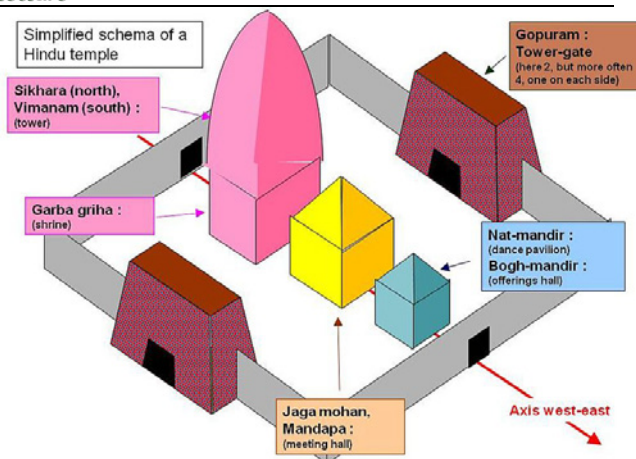 Simplified schema of a
Hindu temple
Gopuram :
Tower-gate
(here 2, but more often
4, one on each side)
Sikhara (north),
Vimanam (south) :
(tower)
Garba griha :
(shrine)
Nat-mandir :
(dance pavilion)
Bogh-mandir :
(offerings hall)
Jaga mohan,
Mandapa :
(meeting hall)
Axis west-east